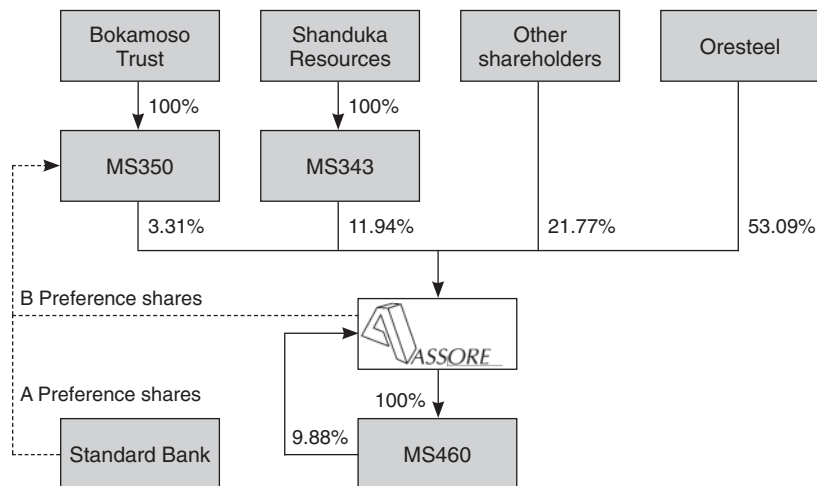 Bokamoso
Trust
Shanduka
Resources
Other
shareholders
Oresteel
100%
100%
MS350
MS343
3.31%
11.94%
21.77%
53.09%
B Preference shares
ASSORE
A Preference shares
100%
9.88%
Standard Bank
MS460